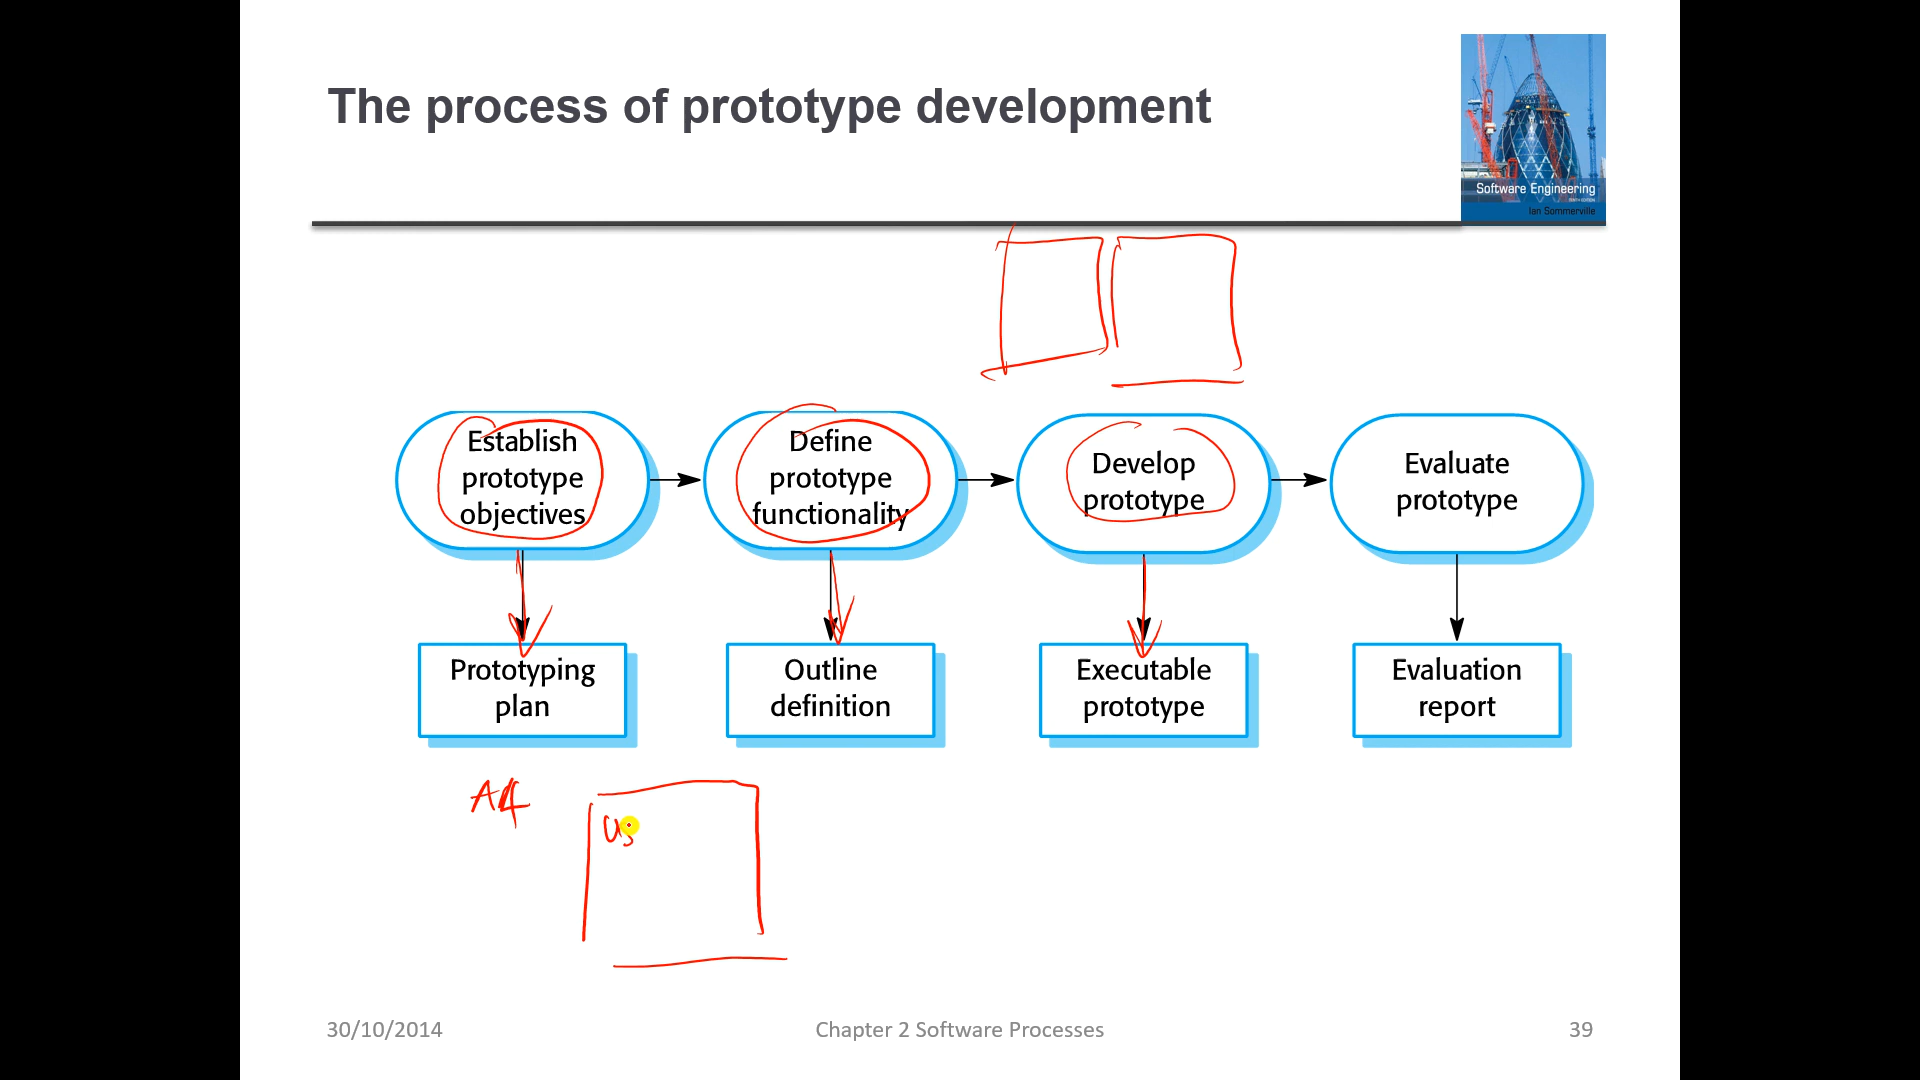 The process of prototype development
Software Engineering
Ian Sommerville
Establish
prototype
objectives
Define
prototype
functionality
Develop
prototype
Evaluate
prototype
Prototyping
plan
Outline
definition
Executable
prototype
Evaluation
report
A4
Us
30/10/2014
Chapter 2 Software Processes
39